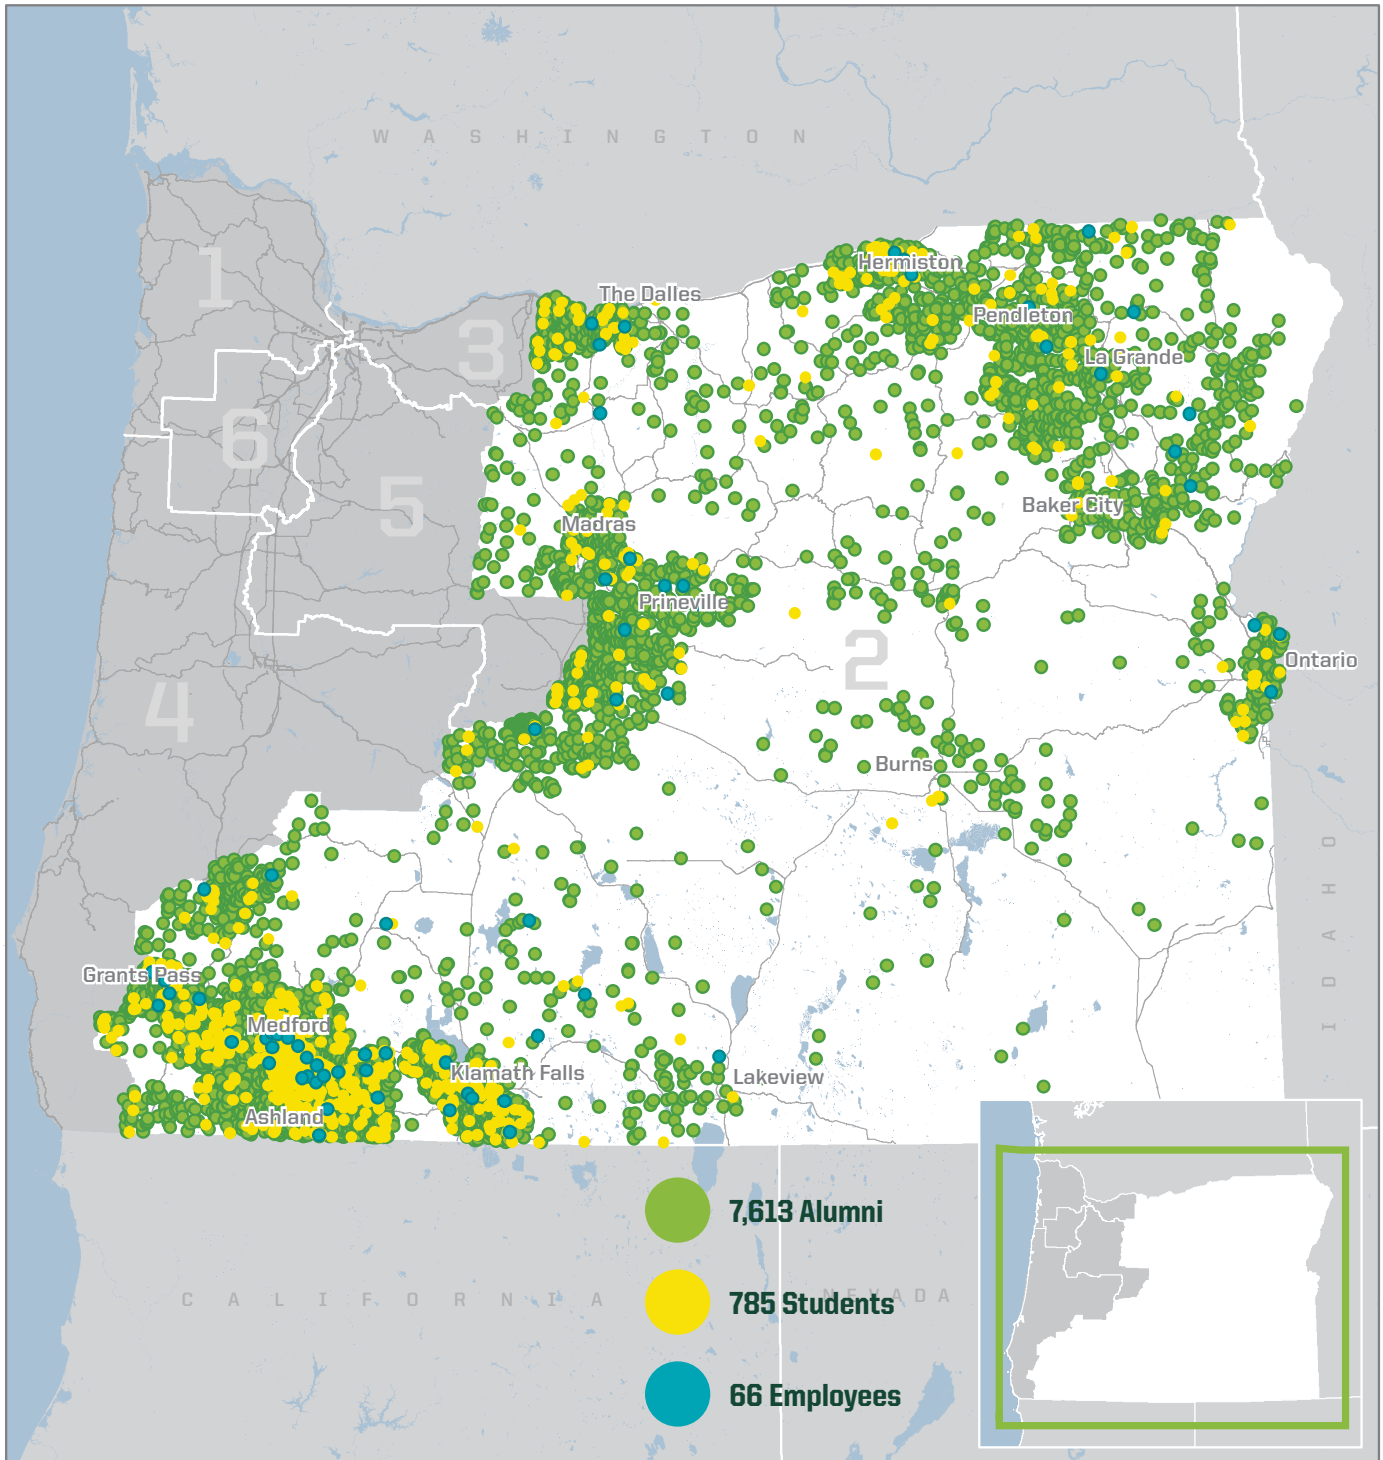 WASHINGTON
1
Hermiston
The Dalles
Pendleton
3
La Grande
6
5
Baker City
Madras
Prineville
2
Ontario
4
Burns
IDAHO
Grants Pass
Medford
Klamath Falls
Lakeview
Ashland
7,613 Alumni
CALIFORNIA
NEVADA
785 Students
66 Employees